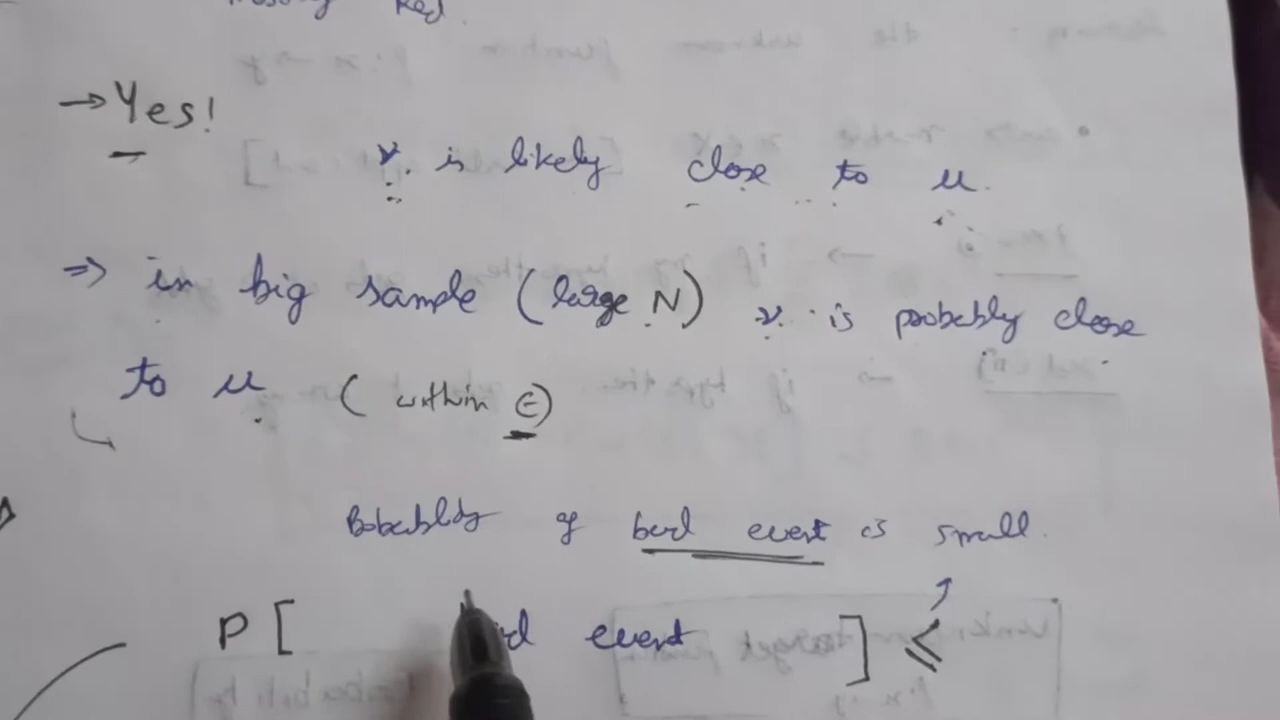 Red.
→ Yes!
ν is likely close to μ.
⇒ in big sample (large N) ν is probably close
to μ (within ∈)
Probability of bad event is small.
P[ event ] ≤